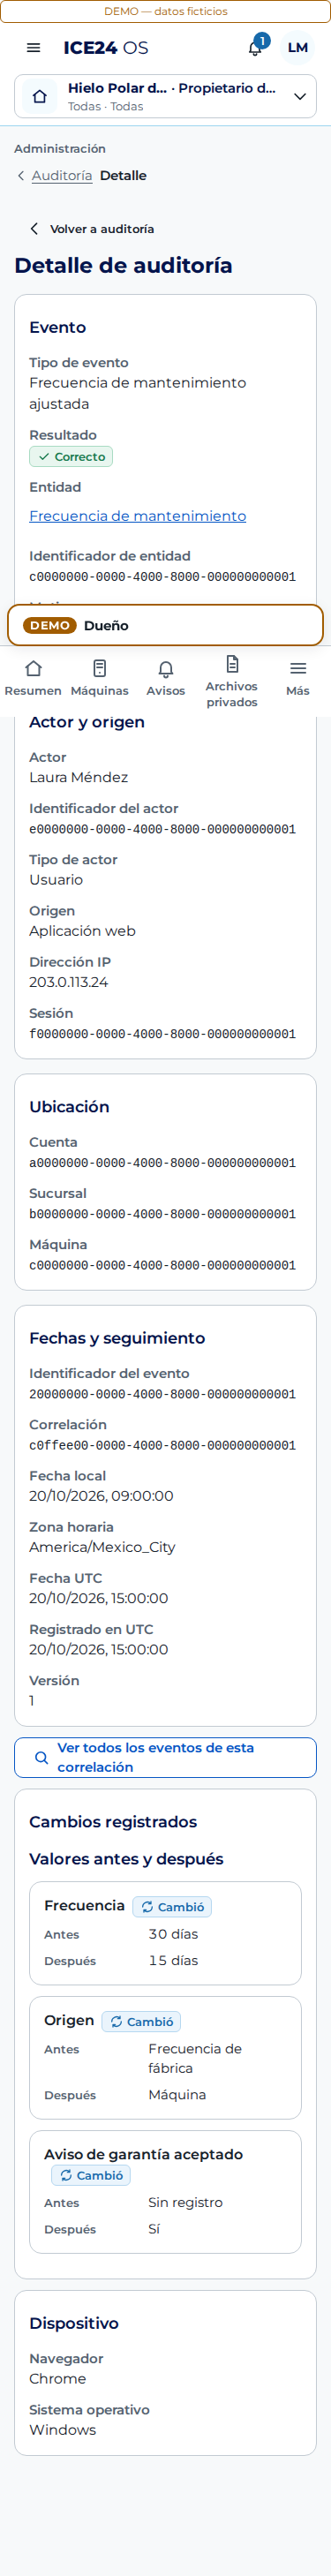 DEMO — datos ficticios
ICE24 OS
1
LM
Hielo Polar d... · Propietario d...
Todas · Todas
Administración
Auditoría Detalle
Volver a auditoría
Detalle de auditoría
Evento
Tipo de evento
Frecuencia de mantenimiento
ajustada
Resultado
Correcto
Entidad
Frecuencia de mantenimiento
Identificador de entidad
c0000000-0000-4000-8000-000000000001
DEMO Dueño
Resumen
Máquinas
Avisos
Archivos
privados
Más
Actor y origen
Actor
Laura Méndez
Identificador del actor
e0000000-0000-4000-8000-000000000001
Tipo de actor
Usuario
Origen
Aplicación web
Dirección IP
203.0.113.24
Sesión
f0000000-0000-4000-8000-000000000001
Ubicación
Cuenta
a0000000-0000-4000-8000-000000000001
Sucursal
b0000000-0000-4000-8000-000000000001
Máquina
c0000000-0000-4000-8000-000000000001
Fechas y seguimiento
Identificador del evento
20000000-0000-4000-8000-000000000001
Correlación
c0ffee00-0000-4000-8000-000000000001
Fecha local
20/10/2026, 09:00:00
Zona horaria
America/Mexico_City
Fecha UTC
20/10/2026, 15:00:00
Registrado en UTC
20/10/2026, 15:00:00
Versión
1
Ver todos los eventos de esta
correlación
Cambios registrados
Valores antes y después
Frecuencia Cambió
Antes 30 días
Después 15 días
Origen Cambió
Antes Frecuencia de
fábrica
Después Máquina
Aviso de garantía aceptado
Cambió
Antes Sin registro
Después Sí
Dispositivo
Navegador
Chrome
Sistema operativo
Windows